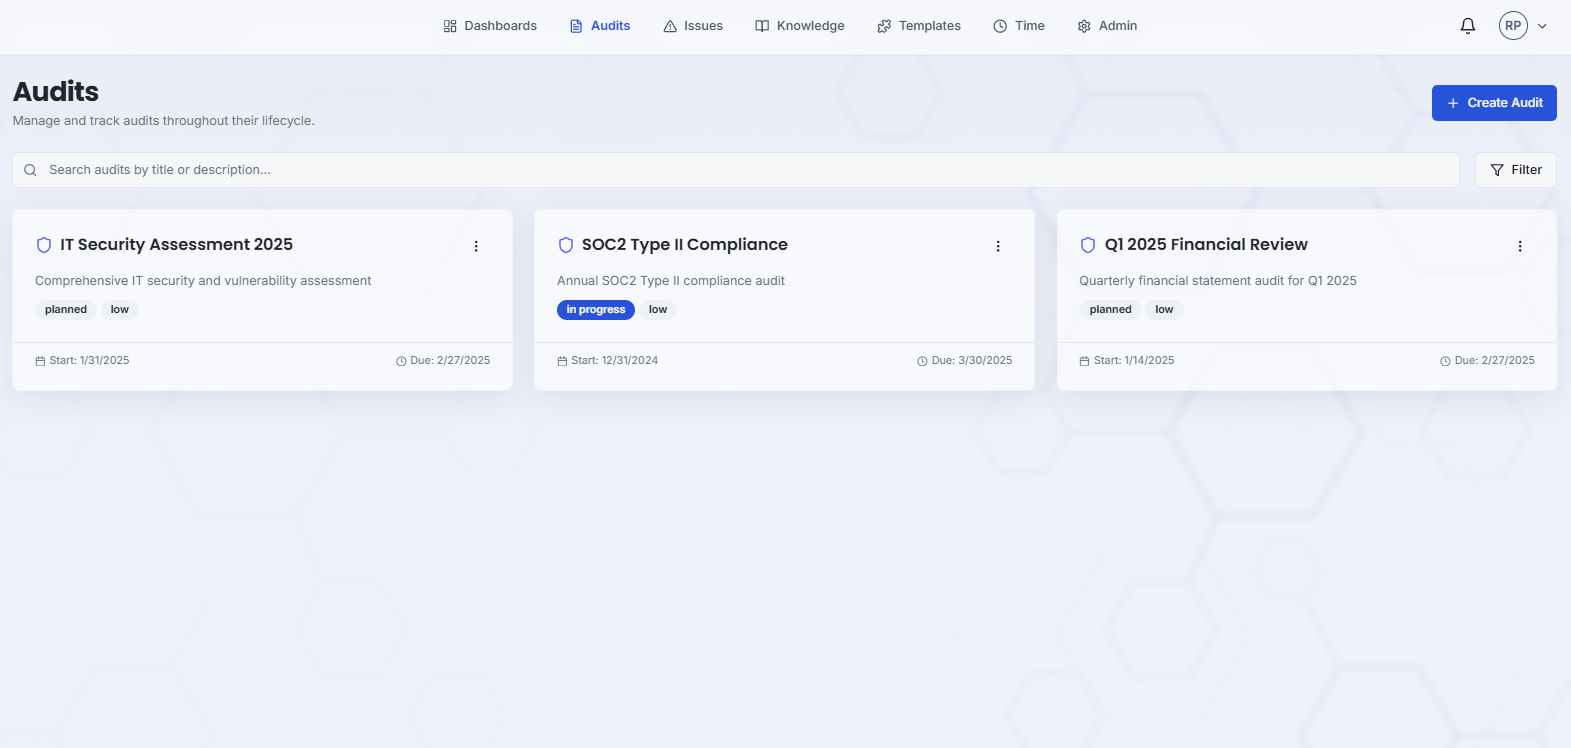 Dashboards Audits Issues Knowledge Templates Time Admin RP
Audits
Manage and track audits throughout their lifecycle.
Create Audit
Search audits by title or description...
Filter
IT Security Assessment 2025
Comprehensive IT security and vulnerability assessment
planned low
Start: 1/31/2025 Due: 2/27/2025
SOC2 Type II Compliance
Annual SOC2 Type II compliance audit
in progress low
Start: 12/31/2024 Due: 3/30/2025
Q1 2025 Financial Review
Quarterly financial statement audit for Q1 2025
planned low
Start: 1/14/2025 Due: 2/27/2025